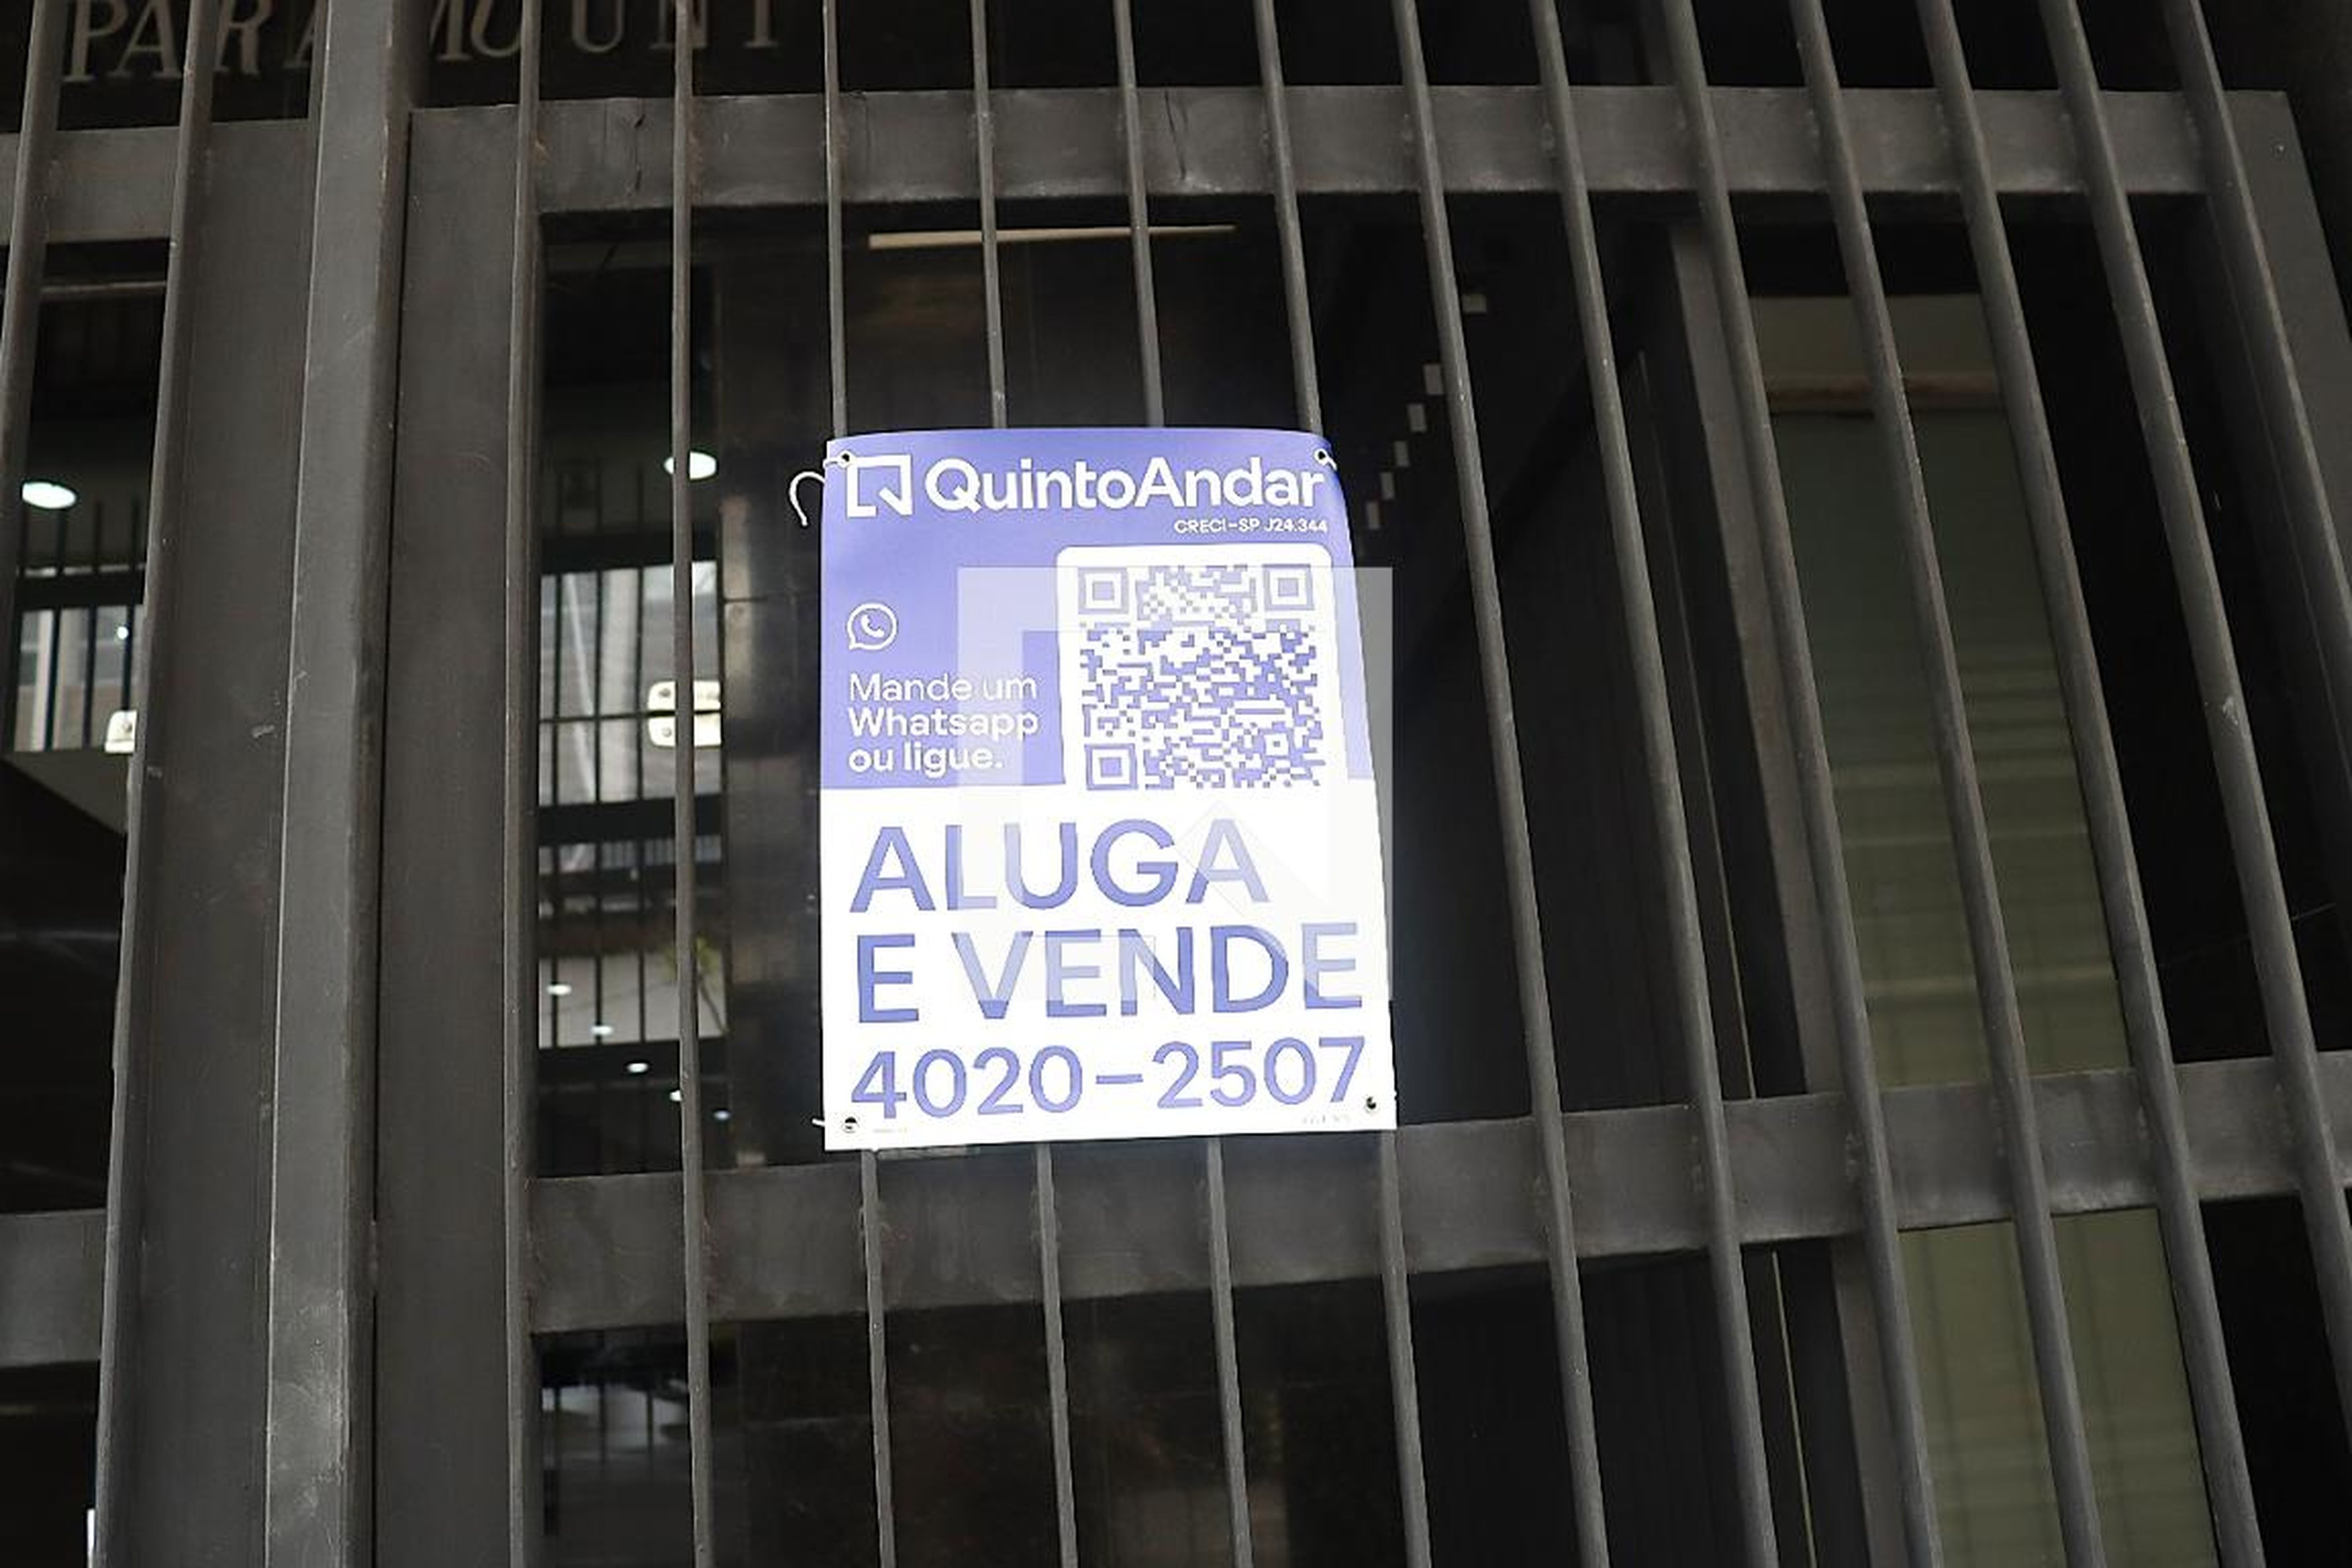 PARAMOUNT
QuintoAndar
CRECI-SP J24.344
Mande um
Whatsapp
ou ligue.
ALUGA
E VENDE
4020-2507